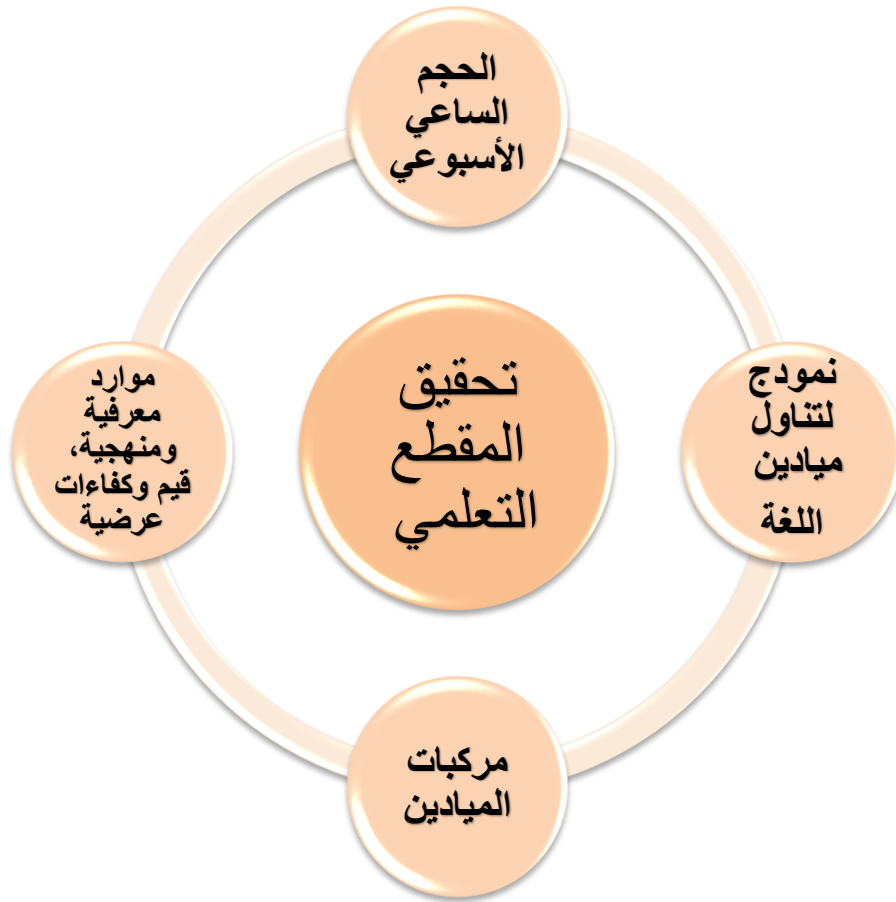 الحجم
الساعي
الأسبوعي
نمودج
لتناول
ميادين
اللغة
تحقيق
المقطع
التعلمي
موارد
معرفية
ومنهجية،
قيم وكفاءات
عرضية
مركبات
الميادين